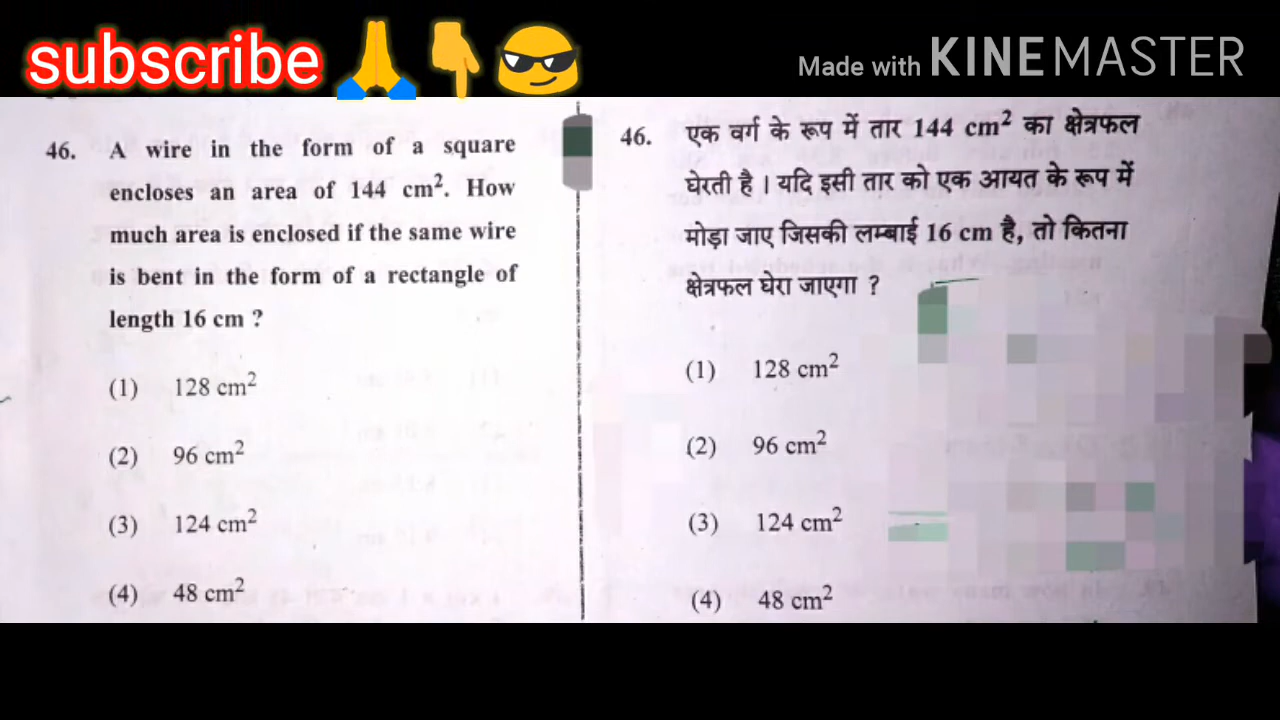 subscribe
Made with KINEMASTER
46. A wire in the form of a square
encloses an area of 144 cm². How
much area is enclosed if the same wire
is bent in the form of a rectangle of
length 16 cm ?
(1) 128 cm²
(2) 96 cm²
(3) 124 cm²
(4) 48 cm²
46. एक वर्ग के रूप में तार 144 cm² का क्षेत्रफल
घेरती है । यदि इसी तार को एक आयत के रूप में
मोड़ा जाए जिसकी लम्बाई 16 cm है, तो कितना
क्षेत्रफल घेरा जाएगा ?
(1) 128 cm²
(2) 96 cm²
(3) 124 cm²
(4) 48 cm²